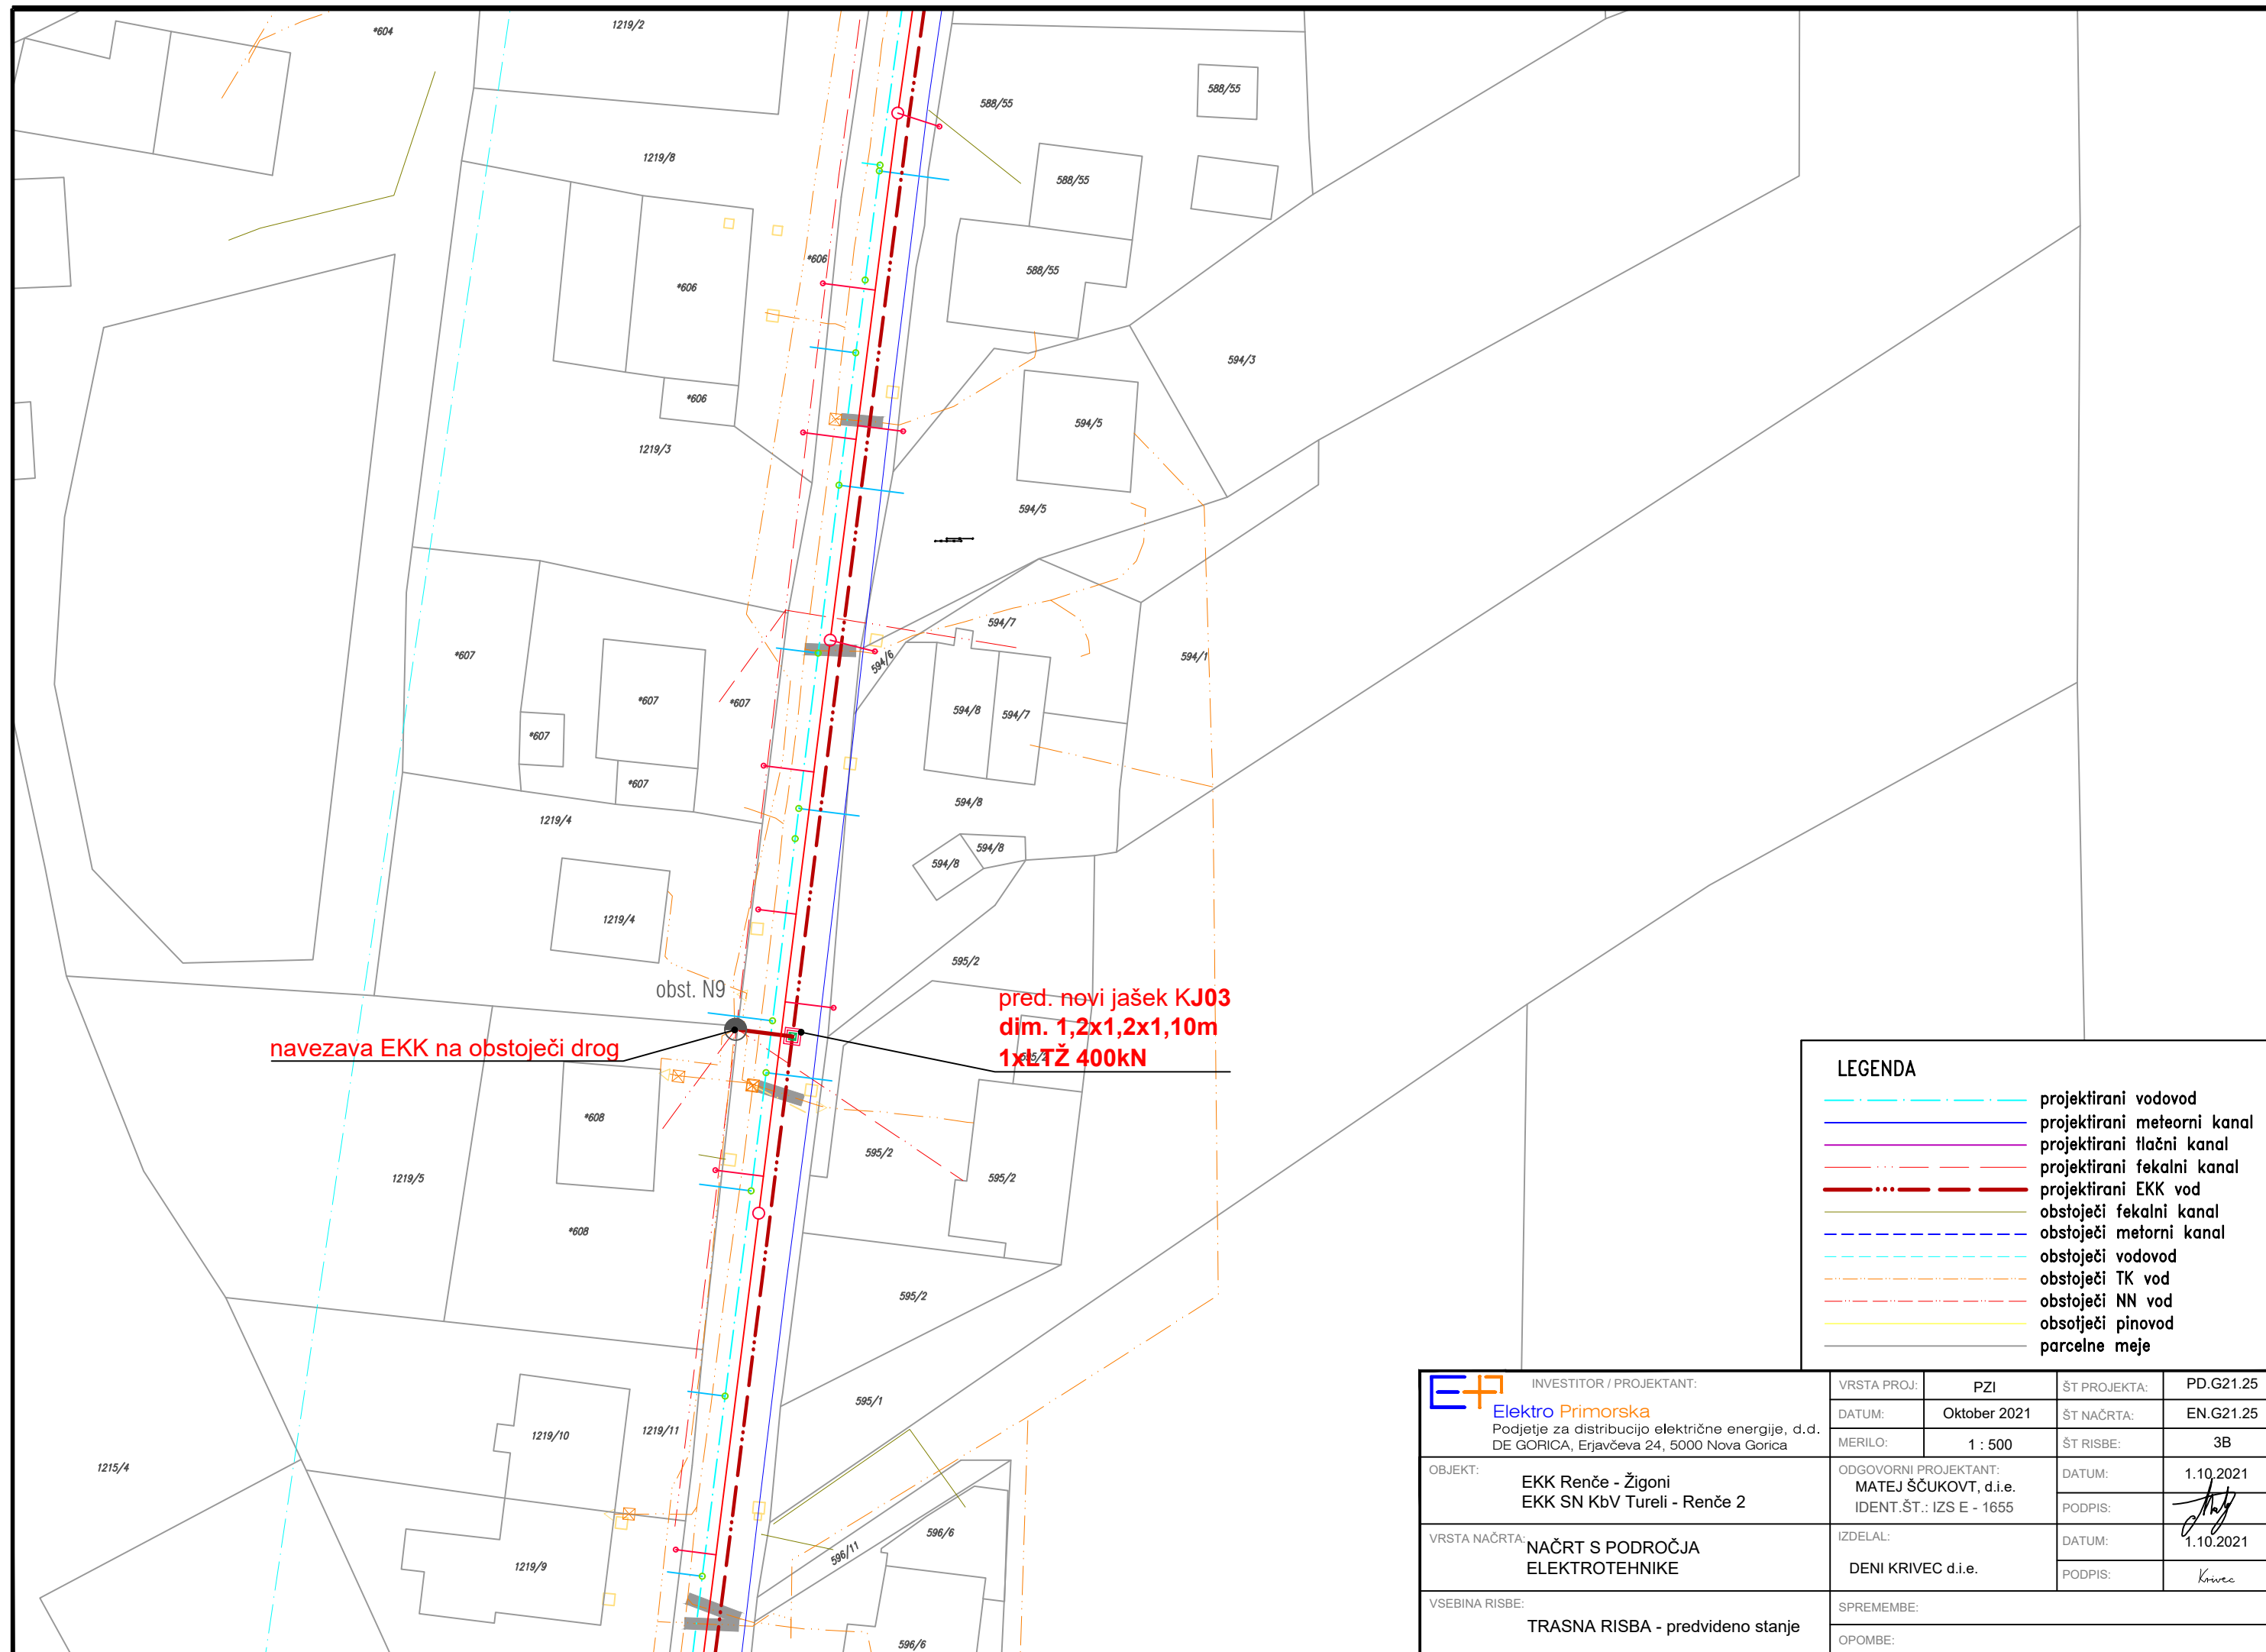 *604
1219/2
588/55
588/55
1219/8
588/55
*606
588/55
*606
594/3
*606
594/5
1219/3
594/5
594/7
*607
594/6
594/1
*607
*607
594/8
594/7
*607
*607
594/8
1219/4
594/8
594/8
1219/4
595/2
obst. N9
pred. novi jašek KJ03
dim. 1,2x1,2x1,10m
1xLTŽ 400kN
595/2
navezava EKK na obstoječi drog
*608
595/2
1219/5
595/2
*608
595/2
595/1
1219/10
1219/11
1215/4
596/6
596/11
1219/9
596/6
LEGENDA
projektirani vodovod
projektirani meteorni kanal
projektirani tlačni kanal
projektirani fekalni kanal
projektirani EKK vod
obstoječi fekalni kanal
obstoječi metorni kanal
obstoječi vodovod
obstoječi TK vod
obstoječi NN vod
obsotječi pinovod
parcelne meje
INVESTITOR / PROJEKTANT:
Elektro Primorska
Podjetje za distribucijo električne energije, d.d.
DE GORICA, Erjavčeva 24, 5000 Nova Gorica
VRSTA PROJ: PZI ŠT PROJEKTA: PD.G21.25
DATUM: Oktober 2021 ŠT NAČRTA: EN.G21.25
MERILO: 1 : 500 ŠT RISBE: 3B
OBJEKT:
EKK Renče - Žigoni
EKK SN KbV Tureli - Renče 2
ODGOVORNI PROJEKTANT:
MATEJ ŠČUKOVT, d.i.e.
IDENT.ŠT.: IZS E - 1655
DATUM: 1.10.2021
PODPIS:
VRSTA NAČRTA:
NAČRT S PODROČJA
ELEKTROTEHNIKE
IZDELAL:
DENI KRIVEC d.i.e.
DATUM: 1.10.2021
PODPIS: Krivec
VSEBINA RISBE:
TRASNA RISBA - predvideno stanje
SPREMEMBE:
OPOMBE: